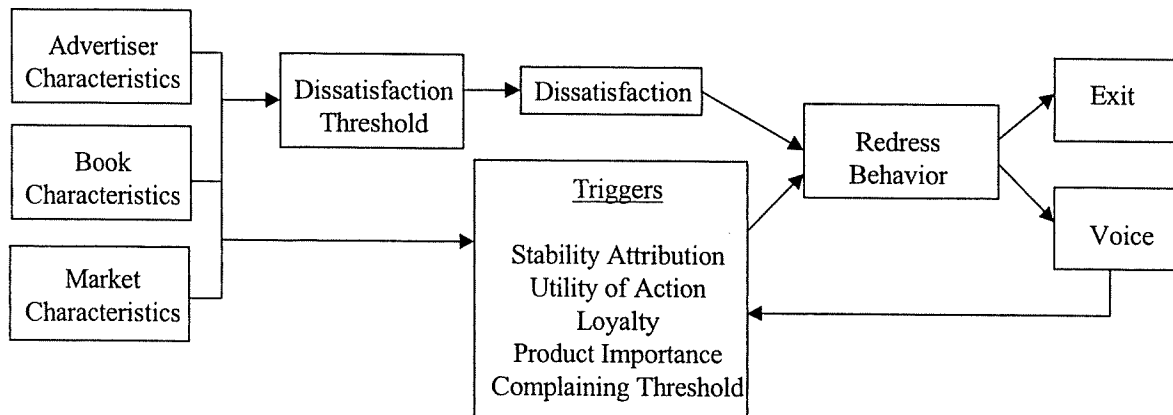 Advertiser
Characteristics
Book
Characteristics
Market
Characteristics
Dissatisfaction
Threshold
Dissatisfaction
Triggers
Stability Attribution
Utility of Action
Loyalty
Product Importance
Complaining Threshold
Redress
Behavior
Exit
Voice